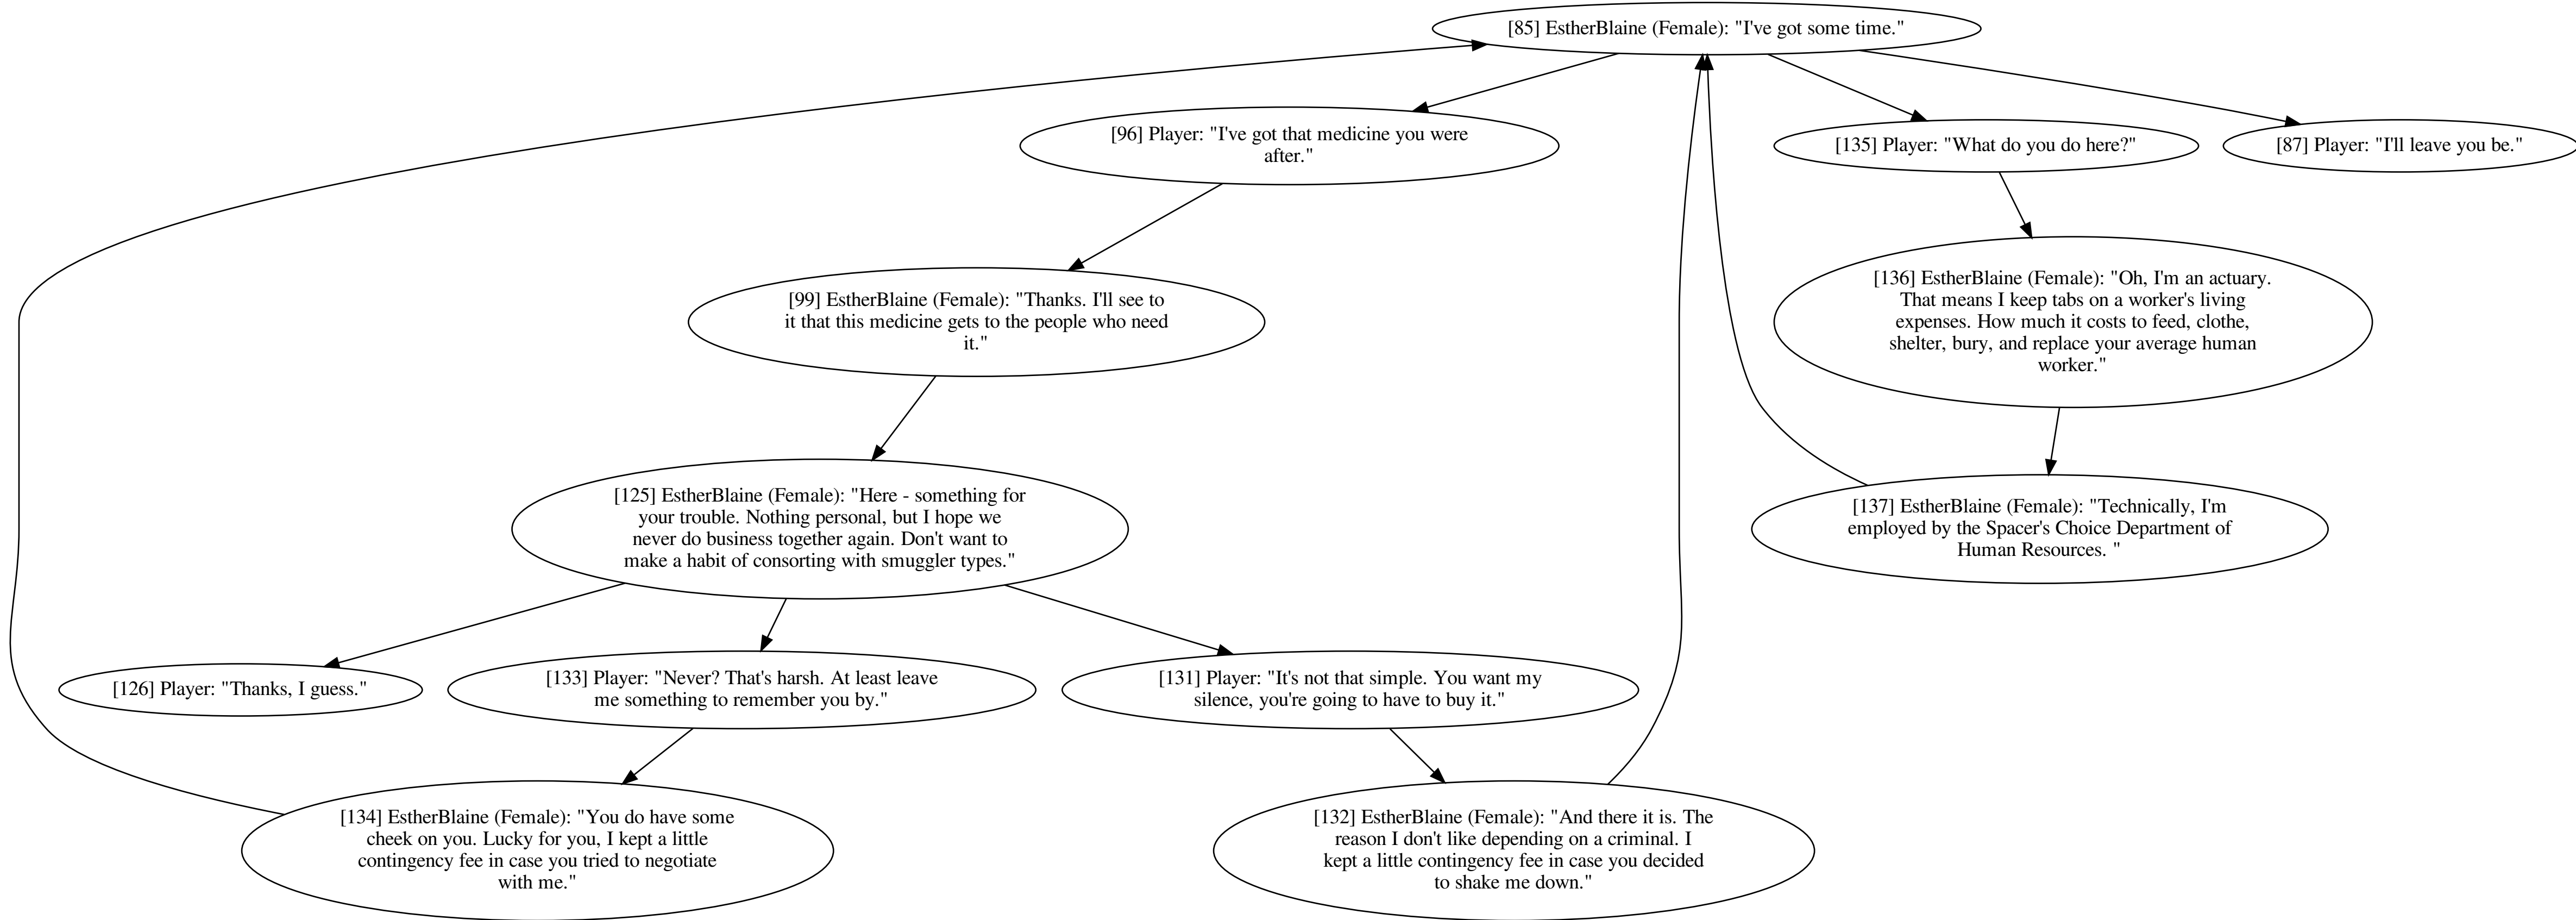 [85] EstherBlaine (Female): "I've got some time."
[96] Player: "I've got that medicine you were
after."
[135] Player: "What do you do here?"
[87] Player: "I'll leave you be."
[99] EstherBlaine (Female): "Thanks. I'll see to
it that this medicine gets to the people who need
it."
[136] EstherBlaine (Female): "Oh, I'm an actuary.
That means I keep tabs on a worker's living
expenses. How much it costs to feed, clothe,
shelter, bury, and replace your average human
worker."
[125] EstherBlaine (Female): "Here - something for
your trouble. Nothing personal, but I hope we
never do business together again. Don't want to
make a habit of consorting with smuggler types."
[137] EstherBlaine (Female): "Technically, I'm
employed by the Spacer's Choice Department of
Human Resources. "
[126] Player: "Thanks, I guess."
[133] Player: "Never? That's harsh. At least leave
me something to remember you by."
[131] Player: "It's not that simple. You want my
silence, you're going to have to buy it."
[134] EstherBlaine (Female): "You do have some
cheek on you. Lucky for you, I kept a little
contingency fee in case you tried to negotiate
with me."
[132] EstherBlaine (Female): "And there it is. The
reason I don't like depending on a criminal. I
kept a little contingency fee in case you decided
to shake me down."